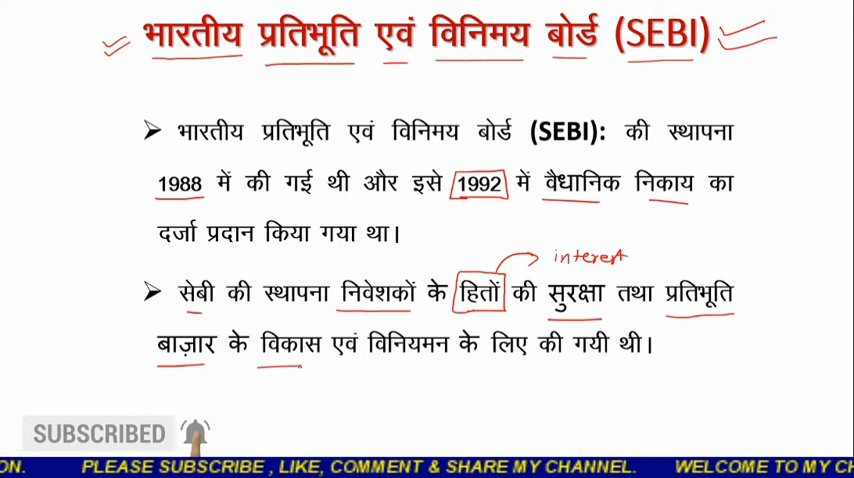 भारतीय प्रतिभूति एवं विनिमय बोर्ड (SEBI)
➤ भारतीय प्रतिभूति एवं विनिमय बोर्ड (SEBI): की स्थापना
1988 में की गई थी और इसे 1992 में वैधानिक निकाय का
दर्जा प्रदान किया गया था।
interest
➤ सेबी की स्थापना निवेशकों के हितों की सुरक्षा तथा प्रतिभूति
बाज़ार के विकास एवं विनियमन के लिए की गयी थी।
SUBSCRIBED
ON. PLEASE SUBSCRIBE , LIKE, COMMENT & SHARE MY CHANNEL. WELCOME TO MY CH